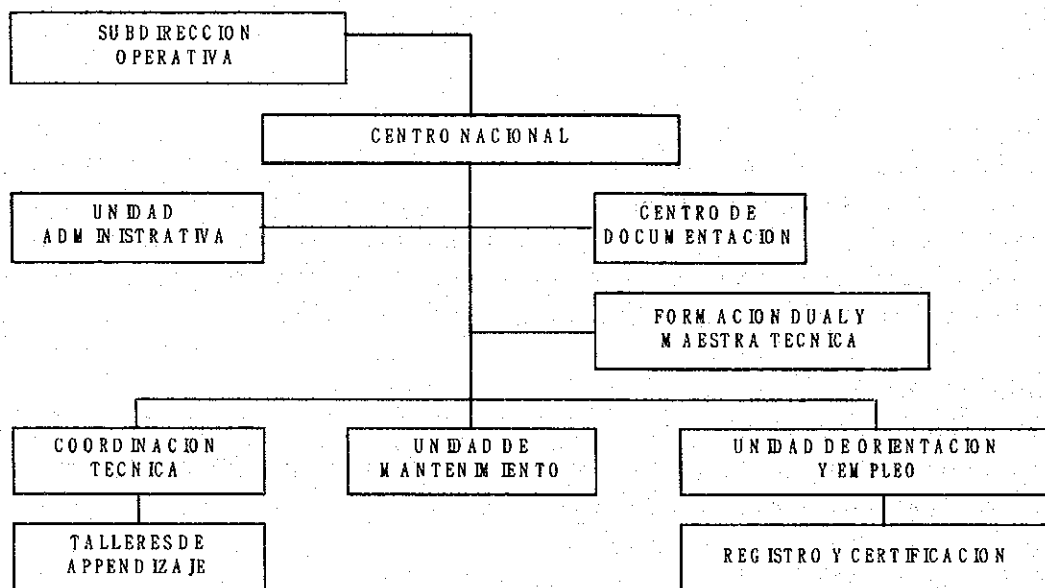 SUBDIRECCION
OPERATIVA
CENTRO NACIONAL
UNIDAD
ADMINISTRATIVA
CENTRO DE
DOCUMENTACION
FORMACION DUAL Y
MAESTRA TECNICA
COORDINACION
TECNICA
UNIDAD DE
MANTENIMIENTO
UNIDAD DE ORIENTACION
Y EMPLEO
TALLERES DE
APPENDIZAJE
REGISTRO Y CERTIFICACION